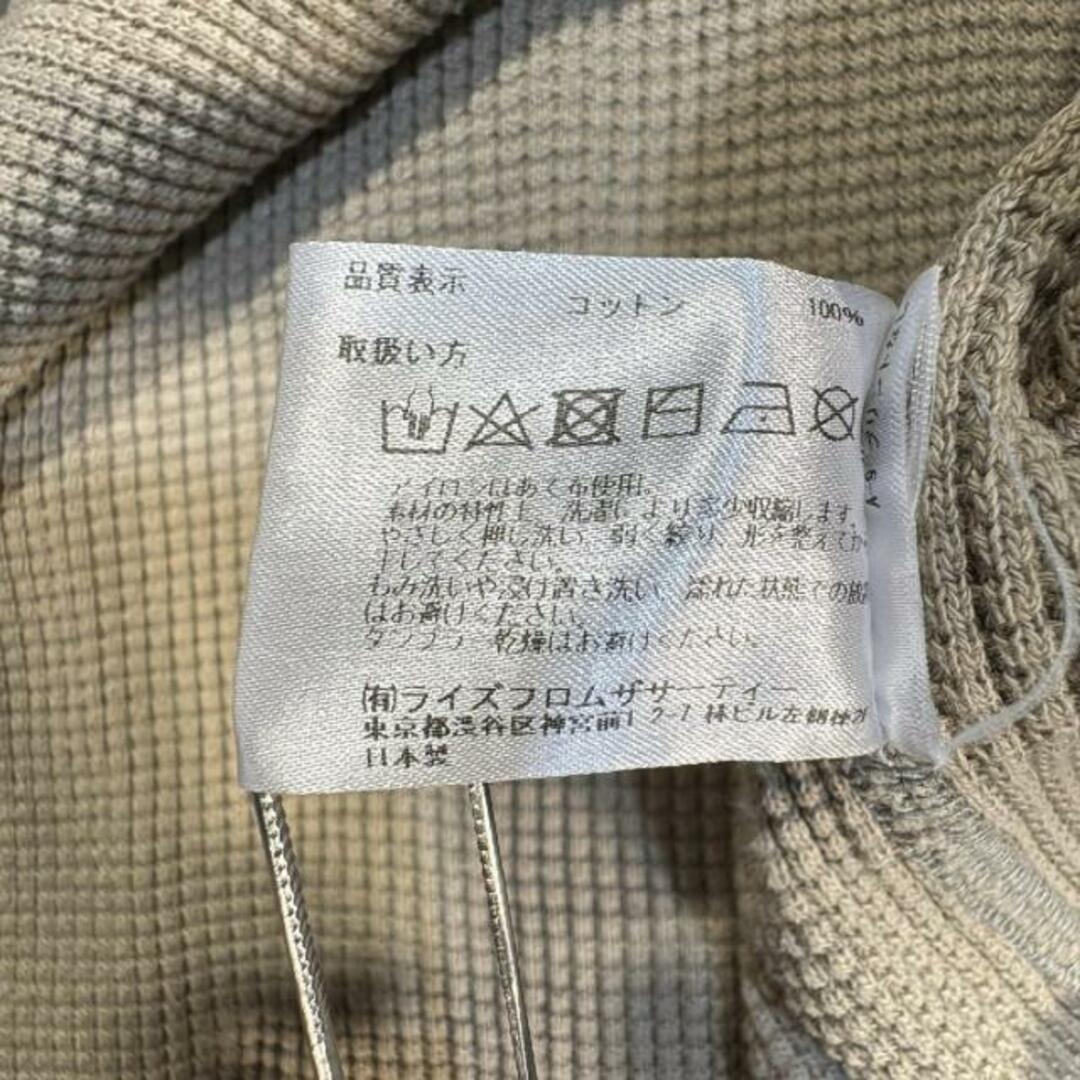 品質表示
コットン 100%
取扱い方
アイロンはあて布使用。
素材の特性上、洗濯により多少収縮します。
やさしく押し洗い、弱く絞り、形を整えて
干してください。
もみ洗いや浸け置き洗い、濡れた状態での
はお避けください。
タンブラー乾燥はお避けください。
(有)ライズフロムザサーティー
東京都渋谷区神宮前 林ビル左側
日本製